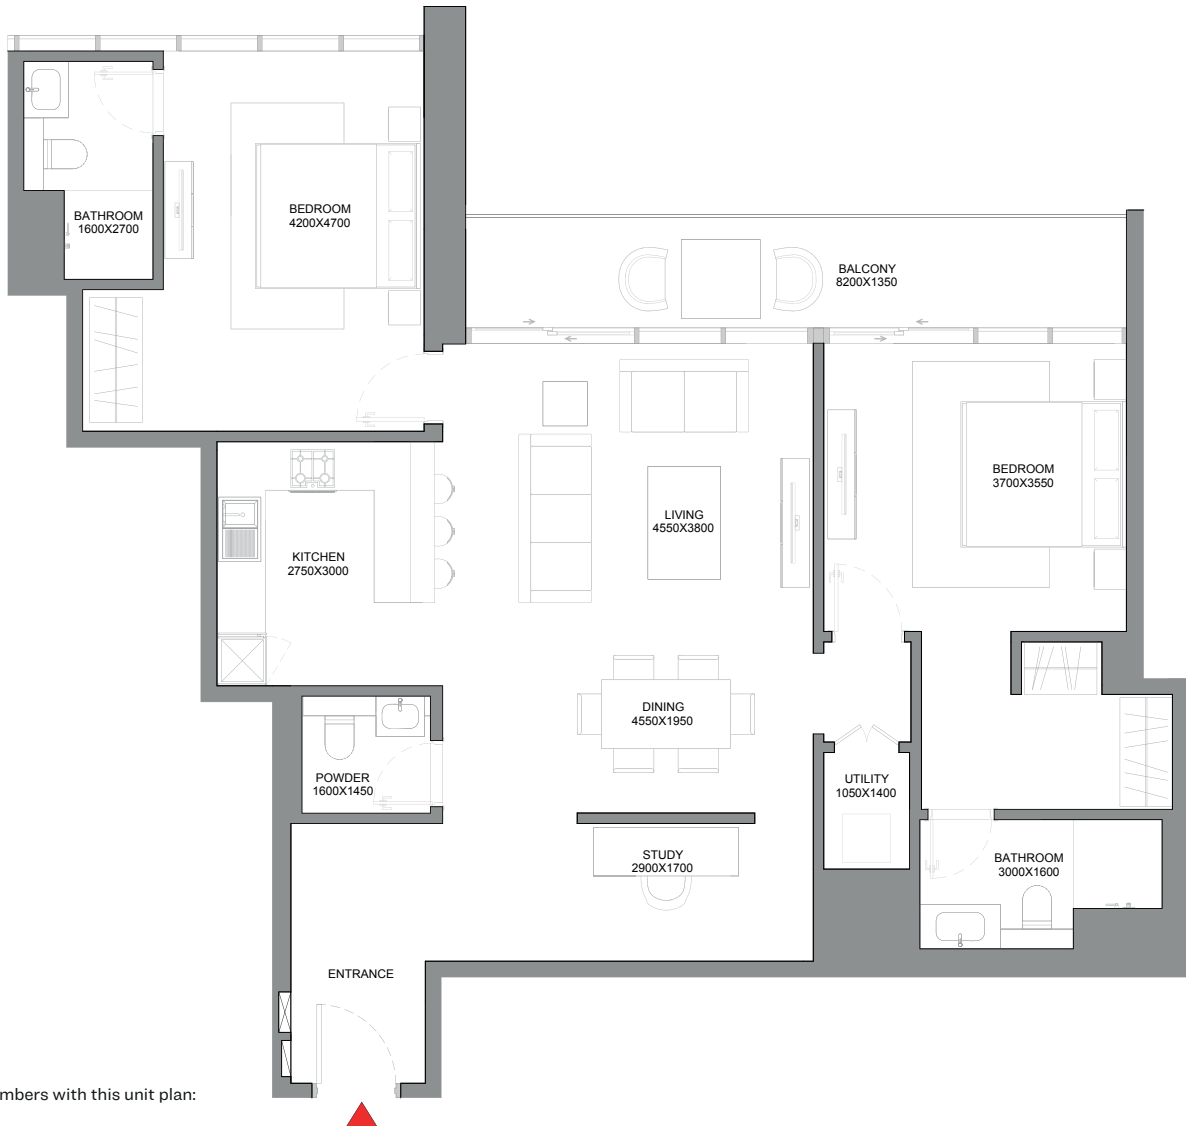 BATHROOM
1600X2700
BEDROOM
4200X4700
BALCONY
8200X1350
BEDROOM
3700X3550
LIVING
4550X3800
KITCHEN
2750X3000
DINING
4550X1950
POWDER
1600X1450
UTILITY
1050X1400
STUDY
2900X1700
BATHROOM
3000X1600
ENTRANCE
mbers with this unit plan: